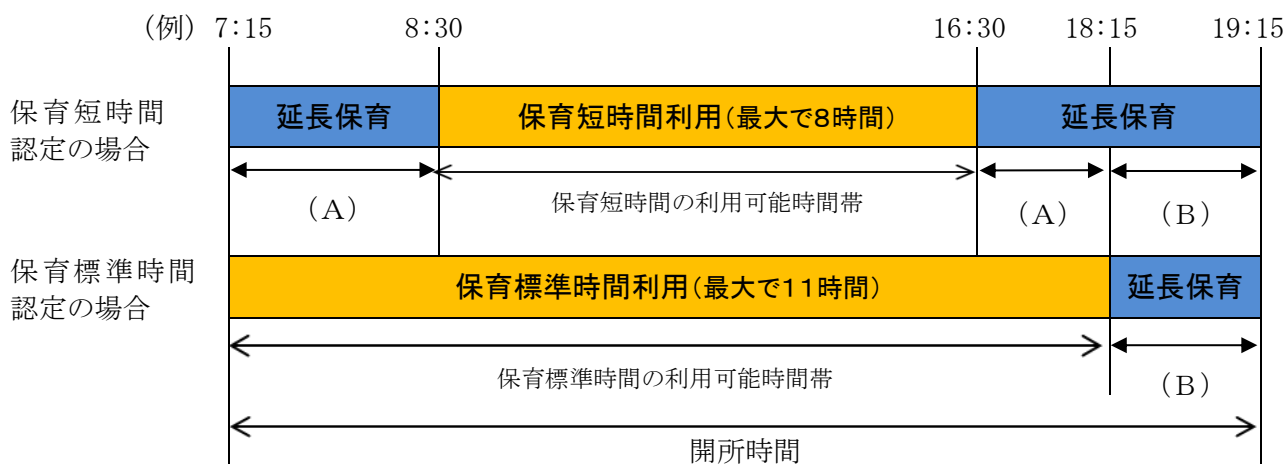 (例) 7:15 8:30 16:30 18:15 19:15
保育短時間
認定の場合
延長保育 保育短時間利用(最大で8時間) 延長保育
(A) 保育短時間の利用可能時間帯 (A) (B)
保育標準時間
認定の場合
保育標準時間利用(最大で11時間) 延長保育
保育標準時間の利用可能時間帯 (B)
開所時間